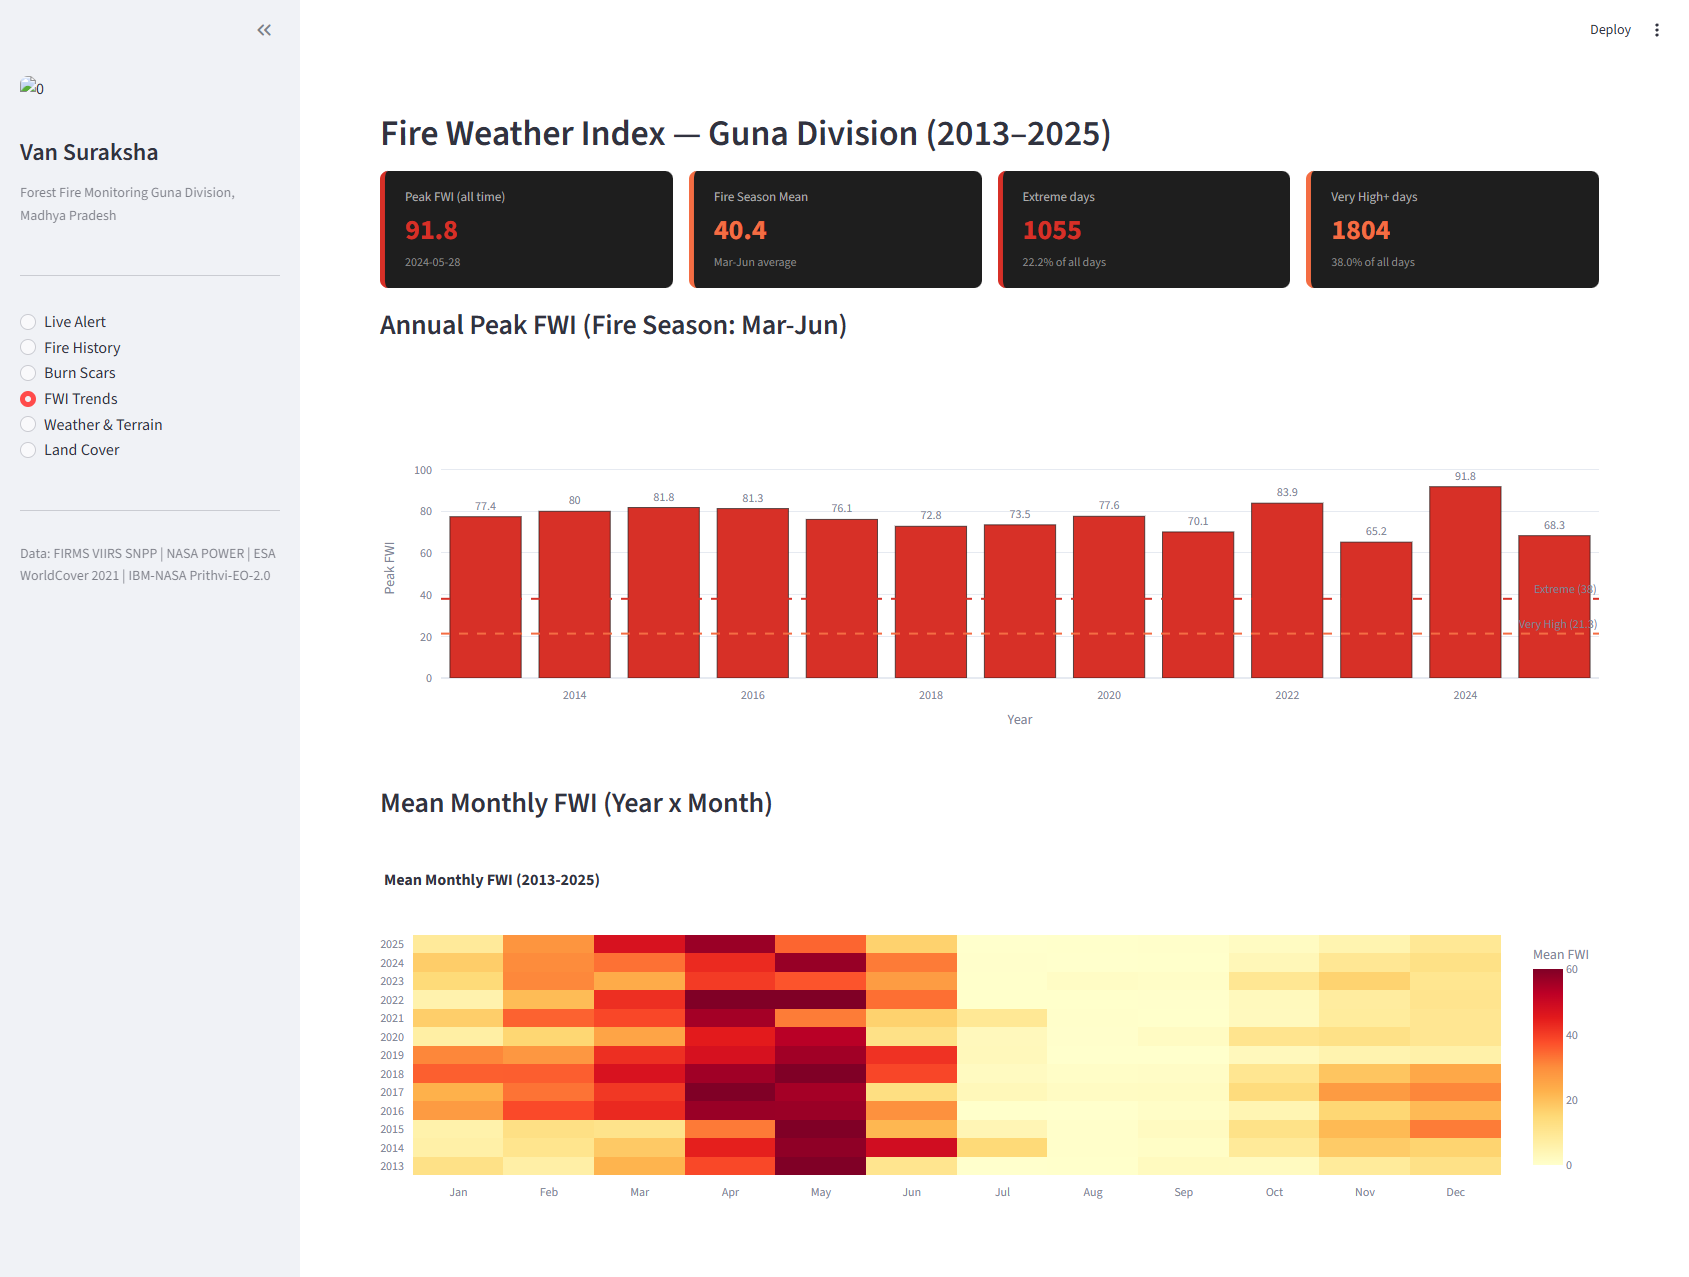 Deploy
0
Van Suraksha
Forest Fire Monitoring Guna Division,
Madhya Pradesh
Live Alert
Fire History
Burn Scars
FWI Trends
Weather & Terrain
Land Cover
Data: FIRMS VIIRS SNPP | NASA POWER | ESA
WorldCover 2021 | IBM-NASA Prithvi-EO-2.0
Fire Weather Index — Guna Division (2013–2025)
Peak FWI (all time)
91.8
2024-05-28
Fire Season Mean
40.4
Mar-Jun average
Extreme days
1055
22.2% of all days
Very High+ days
1804
38.0% of all days
Annual Peak FWI (Fire Season: Mar-Jun)
Peak FWI
100
80
60
40
20
0
77.4
80
81.8
81.3
76.1
72.8
73.5
77.6
70.1
83.9
65.2
91.8
68.3
Extreme (38)
Very High (21.3)
2014
2016
2018
2020
2022
2024
Year
Mean Monthly FWI (Year x Month)
Mean Monthly FWI (2013-2025)
2025
2024
2023
2022
2021
2020
2019
2018
2017
2016
2015
2014
2013
Jan
Feb
Mar
Apr
May
Jun
Jul
Aug
Sep
Oct
Nov
Dec
Mean FWI
60
40
20
0